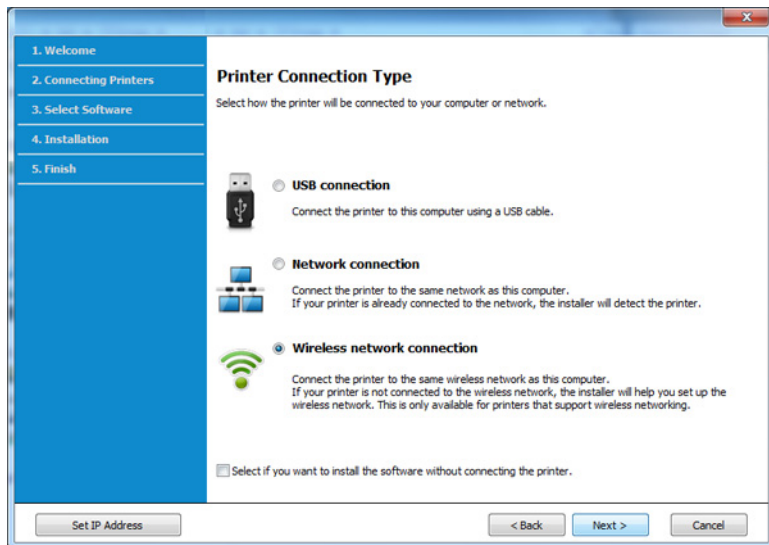 1. Welcome
2. Connecting Printers
3. Select Software
4. Installation
5. Finish
Printer Connection Type
Select how the printer will be connected to your computer or network.
USB connection
Connect the printer to this computer using a USB cable.
Network connection
Connect the printer to the same network as this computer.
If your printer is already connected to the network, the installer will detect the printer.
Wireless network connection
Connect the printer to the same wireless network as this computer.
If your printer is not connected to the wireless network, the installer will help you set up the
wireless network. This is only available for printers that support wireless networking.
Select if you want to install the software without connecting the printer.
Set IP Address
< Back
Next >
Cancel